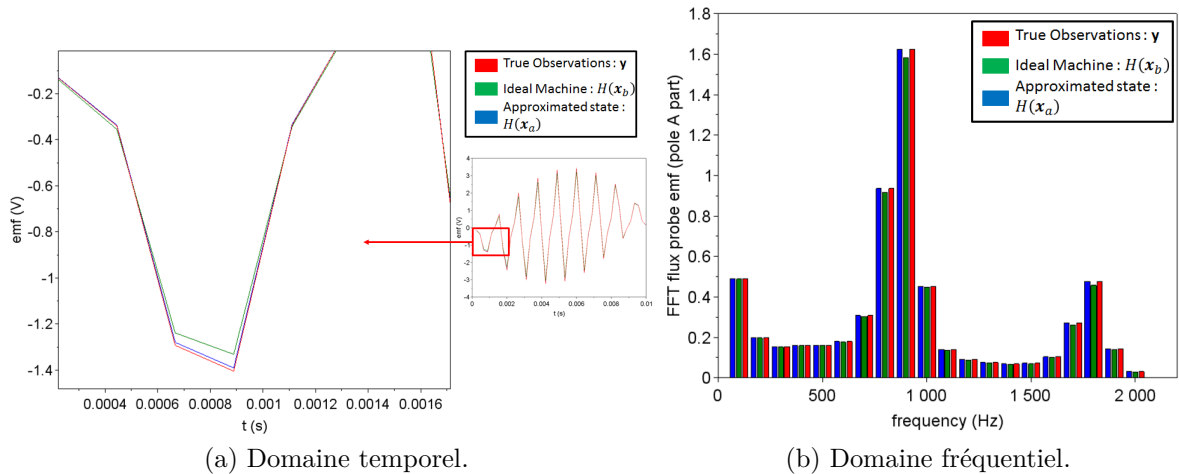 True Observations : y
Ideal Machine : H(x_b)
Approximated state :
H(x_a)
emf (V)
-0.2
-0.4
-0.6
-0.8
-1
-1.2
-1.4
0.0004 0.0006 0.0008 0.001 0.0012 0.0014 0.0016
t (s)
emf (V)
4
3
2
1
0
-1
-2
-3
-4
0 0.002 0.004 0.006 0.008 0.01
t (s)
(a) Domaine temporel.
True Observations : y
Ideal Machine : H(x_b)
Approximated state :
H(x_a)
FFT flux probe emf (pole A part)
1.8
1.6
1.4
1.2
1
0.8
0.6
0.4
0.2
0
0 500 1 000 1 500 2 000
frequency (Hz)
(b) Domaine fréquentiel.